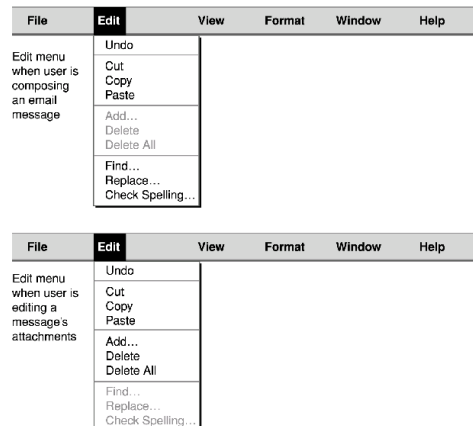 File Edit View Format Window Help
Edit menu
when user is
composing
an email
message
Undo
Cut
Copy
Paste
Add...
Delete
Delete All
Find...
Replace...
Check Spelling...
File Edit View Format Window Help
Edit menu
when user is
editing a
message's
attachments
Undo
Cut
Copy
Paste
Add...
Delete
Delete All
Find...
Replace...
Check Spelling...